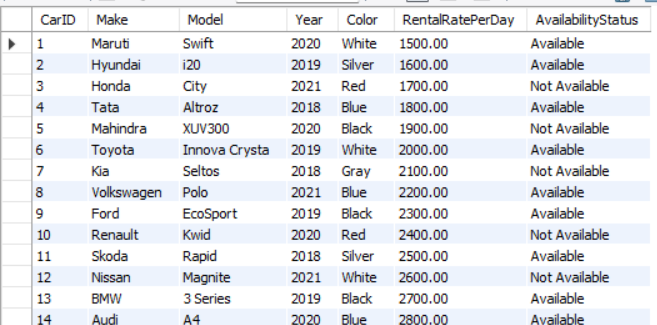 CarID Make Model Year Color RentalRatePerDay AvailabilityStatus
1 Maruti Swift 2020 White 1500.00 Available
2 Hyundai i20 2019 Silver 1600.00 Available
3 Honda City 2021 Red 1700.00 Not Available
4 Tata Altroz 2018 Blue 1800.00 Available
5 Mahindra XUV300 2020 Black 1900.00 Not Available
6 Toyota Innova Crysta 2019 White 2000.00 Available
7 Kia Seltos 2018 Gray 2100.00 Not Available
8 Volkswagen Polo 2021 Blue 2200.00 Available
9 Ford EcoSport 2019 Black 2300.00 Available
10 Renault Kwid 2020 Red 2400.00 Not Available
11 Skoda Rapid 2018 Silver 2500.00 Available
12 Nissan Magnite 2021 White 2600.00 Not Available
13 BMW 3 Series 2019 Black 2700.00 Available
14 Audi A4 2020 Blue 2800.00 Available